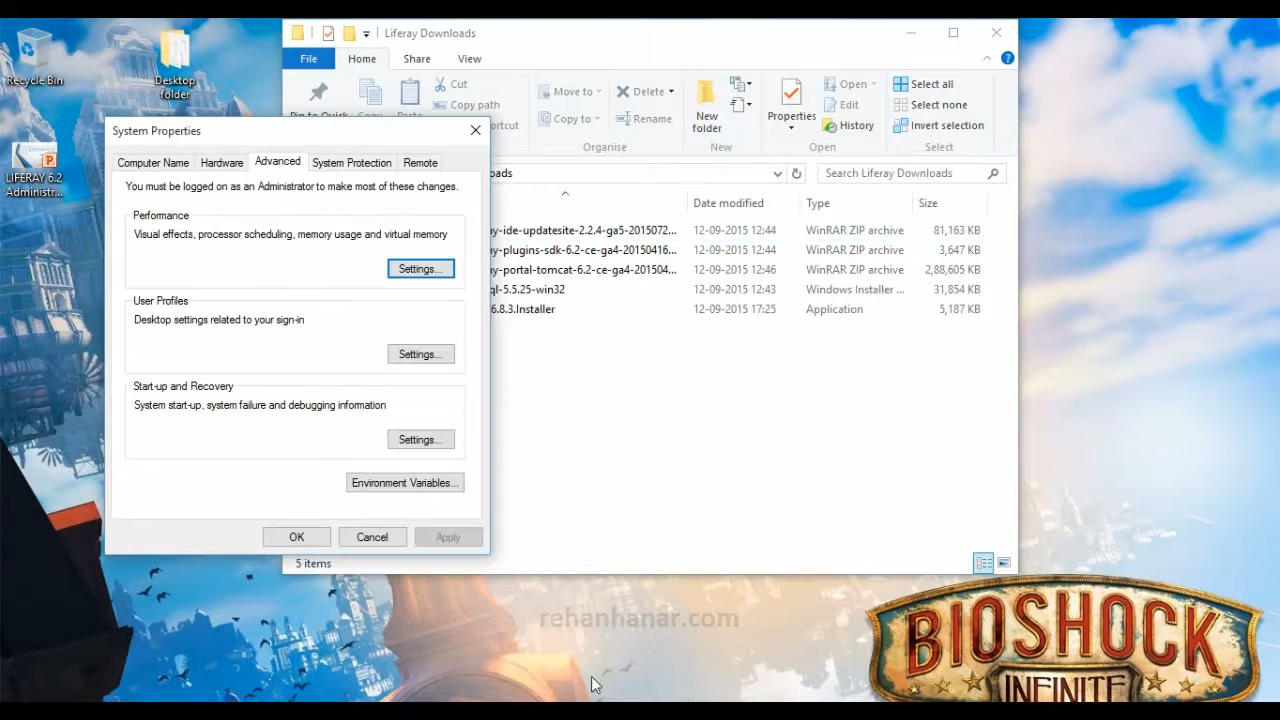 Recycle Bin
Desktop
folder
LIFERAY 6.2
Administr...
Liferay Downloads
File
Home
Share
View
Cut
Copy path
Move to
Copy to
Delete
Rename
New
folder
Properties
Open
Edit
History
Select all
Select none
Invert selection
Organise
New
Open
Select
Search Liferay Downloads
Date modified
Type
Size
y-ide-updatesite-2.2.4-ga5-2015072...
12-09-2015 12:44
WinRAR ZIP archive
81,163 KB
y-plugins-sdk-6.2-ce-ga4-20150416...
12-09-2015 12:44
WinRAR ZIP archive
3,647 KB
y-portal-tomcat-6.2-ce-ga4-201504...
12-09-2015 12:46
WinRAR ZIP archive
2,88,605 KB
ql-5.5.25-win32
12-09-2015 12:43
Windows Installer ...
31,854 KB
6.8.3.Installer
12-09-2015 17:25
Application
5,187 KB
5 items
System Properties
Computer Name
Hardware
Advanced
System Protection
Remote
You must be logged on as an Administrator to make most of these changes.
Performance
Visual effects, processor scheduling, memory usage and virtual memory
Settings...
User Profiles
Desktop settings related to your sign-in
Settings...
Start-up and Recovery
System start-up, system failure and debugging information
Settings...
Environment Variables...
OK
Cancel
Apply
rehanhanar.com
BIOSHOCK
INFINITE